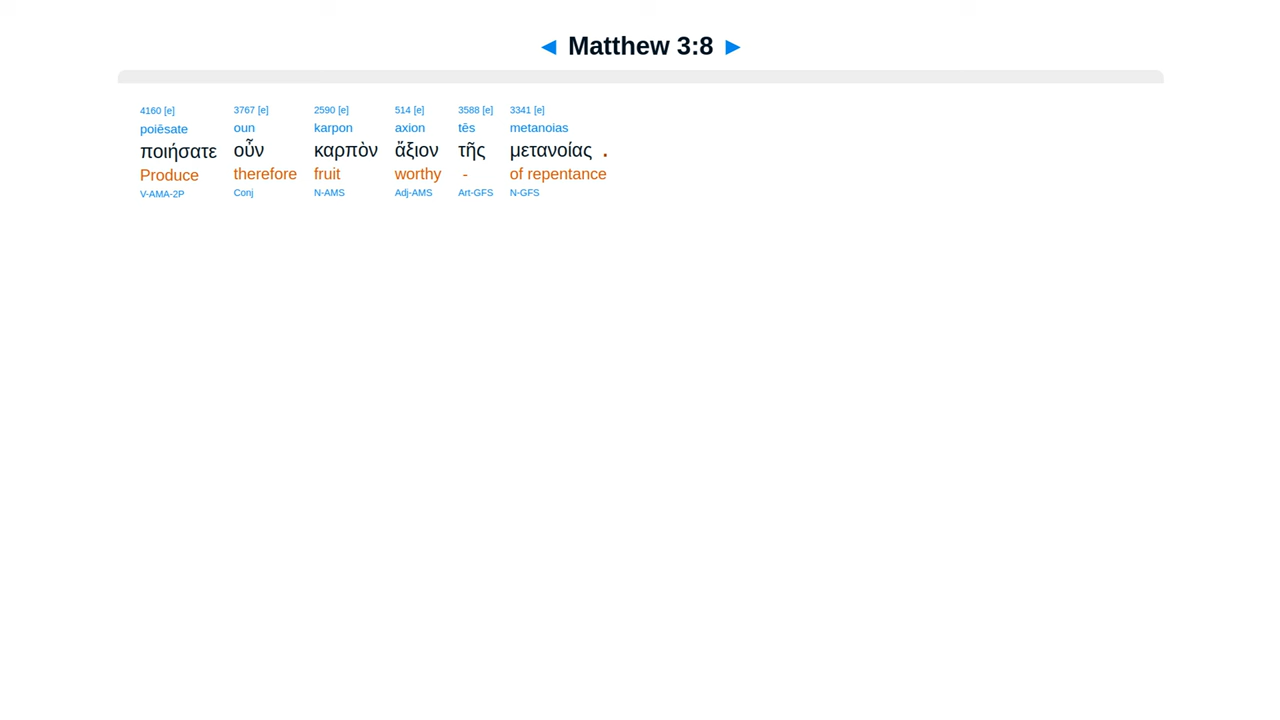 ◄ Matthew 3:8 ►
4160 [e] 3767 [e] 2590 [e] 514 [e] 3588 [e] 3341 [e]
poiēsate oun karpon axion tēs metanoias
ποιήσατε οὖν καρπὸν ἄξιον τῆς μετανοίας .
Produce therefore fruit worthy - of repentance
V-AMA-2P Conj N-AMS Adj-AMS Art-GFS N-GFS